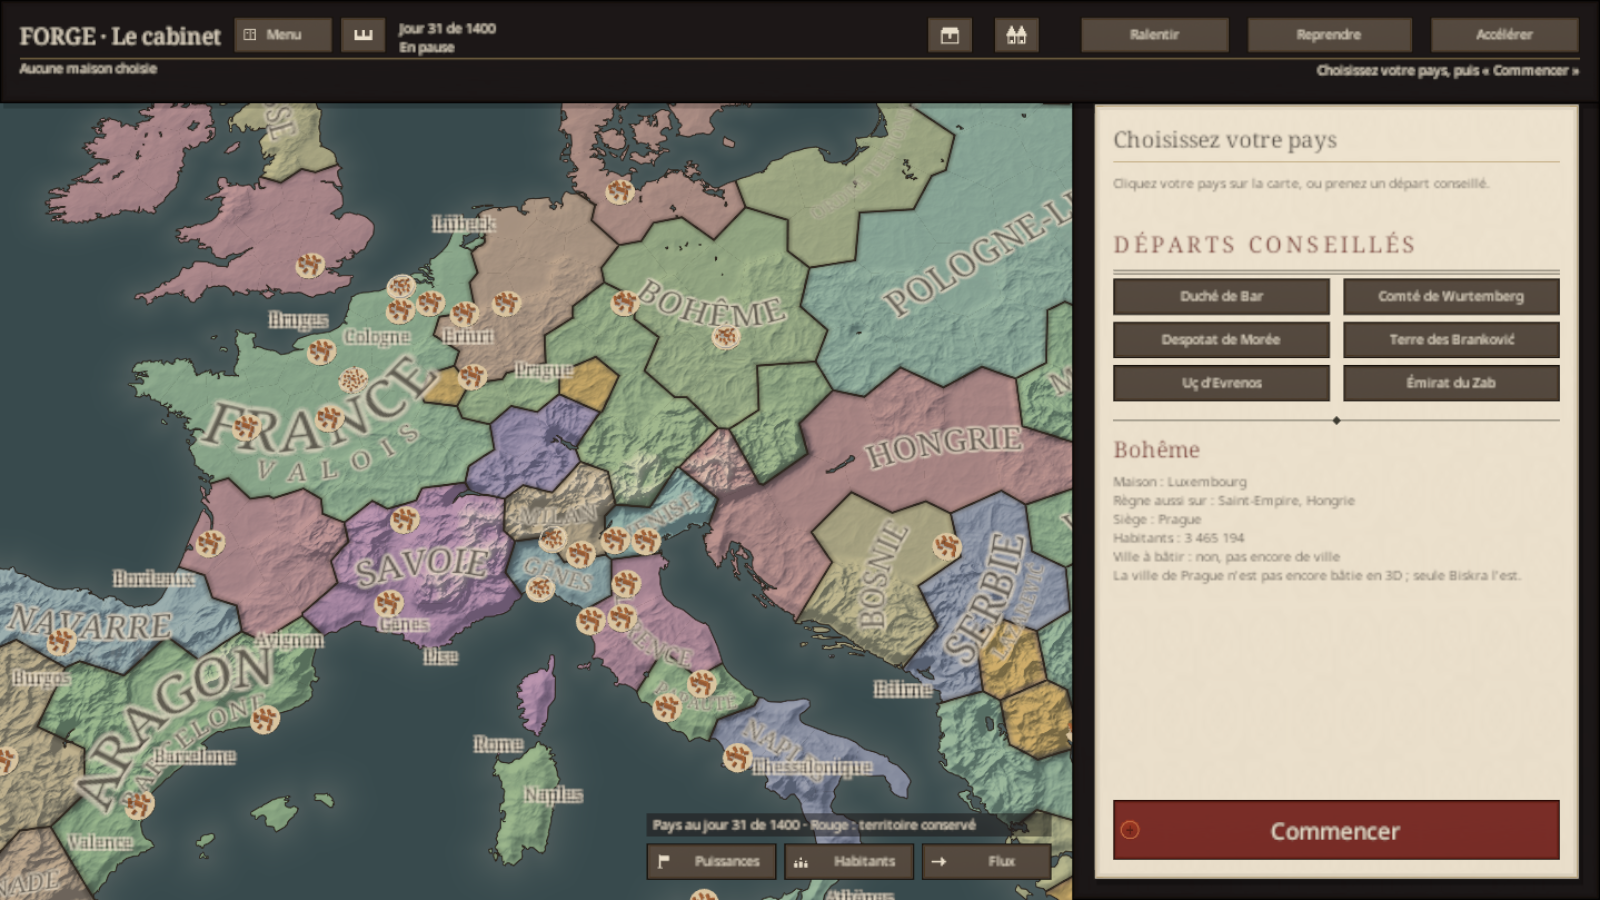 FORGE · Le cabinet
Menu
Jour 31 de 1400
En pause
Ralentir
Reprendre
Accélérer
Aucune maison choisie
Choisissez votre pays, puis « Commencer »
Lübeck
POLOGNE-L
BOHÊME
Bruges
Cologne
Erfurt
Prague
FRANCE
VALOIS
HONGRIE
MILAN
VENISE
SAVOIE
GÊNES
BOSNIE
SERBIE
Bordeaux
NAVARRE
Gênes
Avignon
Pise
Burgos
ARAGON
BARCELONE
Edirne
Rome
Barcelone
NAPL
Thessalonique
Naples
Valence
NADE
Athènes
Pays au jour 31 de 1400 - Rouge : territoire conservé
Puissances
Habitants
Flux
Choisissez votre pays
Cliquez votre pays sur la carte, ou prenez un départ conseillé.
DÉPARTS CONSEILLÉS
Duché de Bar
Comté de Wurtemberg
Despotat de Morée
Terre des Branković
Uç d'Evrenos
Émirat du Zab
Bohême
Maison : Luxembourg
Règne aussi sur : Saint-Empire, Hongrie
Siège : Prague
Habitants : 3 465 194
Ville à bâtir : non, pas encore de ville
La ville de Prague n'est pas encore bâtie en 3D ; seule Biskra l'est.
Commencer